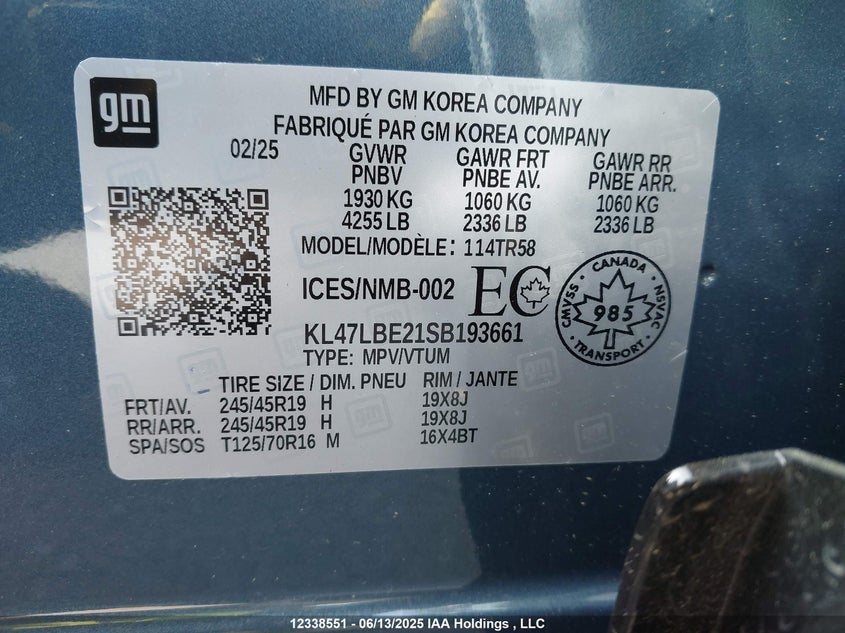 gm
MFD BY GM KOREA COMPANY
FABRIQUÉ PAR GM KOREA COMPANY
02/25 GVWR GAWR FRT GAWR RR
PNBV PNBE AV. PNBE ARR.
1930 KG 1060 KG 1060 KG
4255 LB 2336 LB 2336 LB
MODEL/MODÈLE: 114TR58
ICES/NMB-002 EC
CANADA
CMVSS 985 NSVAC
TRANSPORT
KL47LBE21SB193661
TYPE: MPV/VTUM
TIRE SIZE / DIM. PNEU RIM / JANTE
FRT/AV. 245/45R19 H 19X8J
RR/ARR. 245/45R19 H 19X8J
SPA/SOS T125/70R16 M 16X4BT
12338551 - 06/13/2025 IAA Holdings , LLC